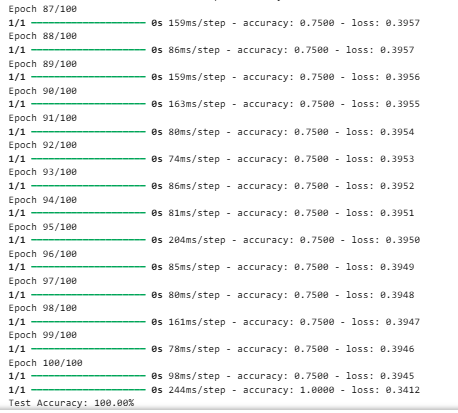 Epoch 87/100
1/1 ━━━━━━━━━━━━━━━━━━━━ 0s 159ms/step - accuracy: 0.7500 - loss: 0.3957
Epoch 88/100
1/1 ━━━━━━━━━━━━━━━━━━━━ 0s 86ms/step - accuracy: 0.7500 - loss: 0.3957
Epoch 89/100
1/1 ━━━━━━━━━━━━━━━━━━━━ 0s 159ms/step - accuracy: 0.7500 - loss: 0.3956
Epoch 90/100
1/1 ━━━━━━━━━━━━━━━━━━━━ 0s 163ms/step - accuracy: 0.7500 - loss: 0.3955
Epoch 91/100
1/1 ━━━━━━━━━━━━━━━━━━━━ 0s 80ms/step - accuracy: 0.7500 - loss: 0.3954
Epoch 92/100
1/1 ━━━━━━━━━━━━━━━━━━━━ 0s 74ms/step - accuracy: 0.7500 - loss: 0.3953
Epoch 93/100
1/1 ━━━━━━━━━━━━━━━━━━━━ 0s 86ms/step - accuracy: 0.7500 - loss: 0.3952
Epoch 94/100
1/1 ━━━━━━━━━━━━━━━━━━━━ 0s 81ms/step - accuracy: 0.7500 - loss: 0.3951
Epoch 95/100
1/1 ━━━━━━━━━━━━━━━━━━━━ 0s 204ms/step - accuracy: 0.7500 - loss: 0.3950
Epoch 96/100
1/1 ━━━━━━━━━━━━━━━━━━━━ 0s 85ms/step - accuracy: 0.7500 - loss: 0.3949
Epoch 97/100
1/1 ━━━━━━━━━━━━━━━━━━━━ 0s 80ms/step - accuracy: 0.7500 - loss: 0.3948
Epoch 98/100
1/1 ━━━━━━━━━━━━━━━━━━━━ 0s 161ms/step - accuracy: 0.7500 - loss: 0.3947
Epoch 99/100
1/1 ━━━━━━━━━━━━━━━━━━━━ 0s 78ms/step - accuracy: 0.7500 - loss: 0.3946
Epoch 100/100
1/1 ━━━━━━━━━━━━━━━━━━━━ 0s 98ms/step - accuracy: 0.7500 - loss: 0.3945
1/1 ━━━━━━━━━━━━━━━━━━━━ 0s 244ms/step - accuracy: 1.0000 - loss: 0.3412
Test Accuracy: 100.00%